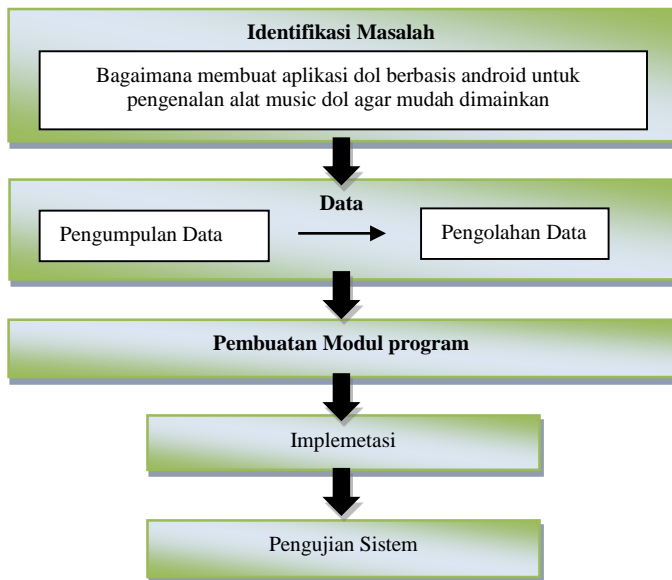 Identifikasi Masalah
Bagaimana membuat aplikasi dol berbasis android untuk
pengenalan alat music dol agar mudah dimainkan
Data
Pengumpulan Data
Pengolahan Data
Pembuatan Modul program
Implemetasi
Pengujian Sistem